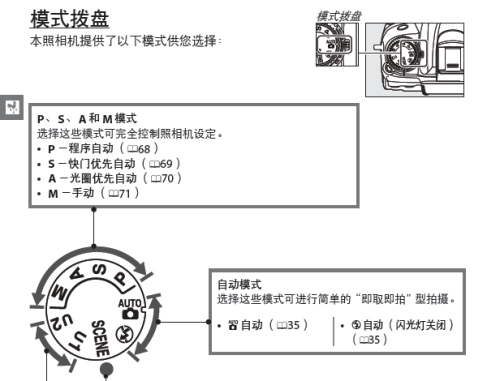 模式拨盘
本照相机提供了以下模式供您选择：
模式拨盘
P、S、A 和 M 模式
选择这些模式可完全控制照相机设定。
• P －程序自动（68）
• S －快门优先自动（69）
• A －光圈优先自动（70）
• M －手动（71）
自动模式
选择这些模式可进行简单的“即取即拍”型拍摄。
• 自动（35）
• 自动（闪光灯关闭）
（35）
M A S P
AUTO
U2 U1 SCENE